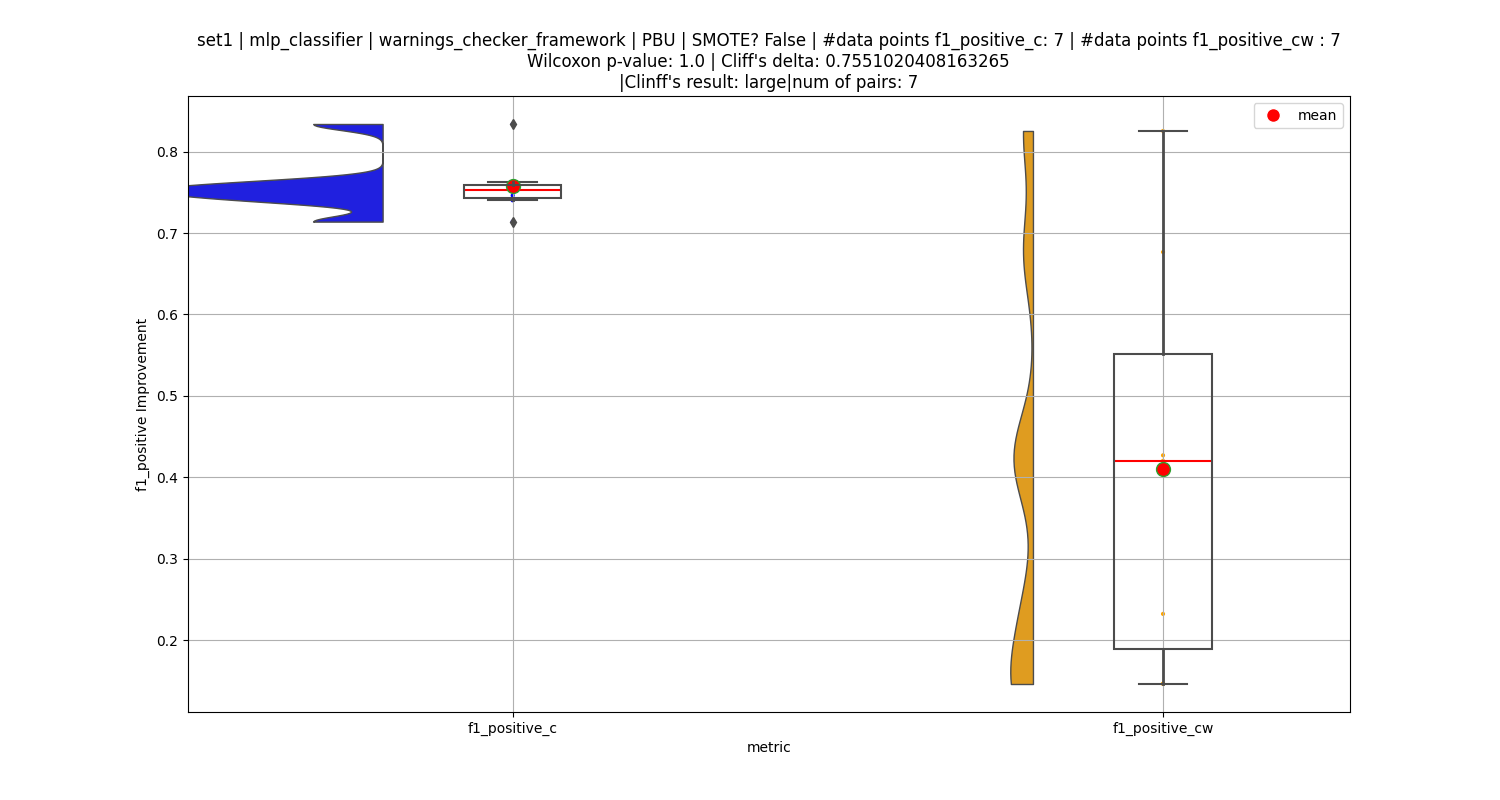 set1 | mlp_classifier | warnings_checker_framework | PBU | SMOTE? False | #data points f1_positive_c: 7 | #data points f1_positive_cw : 7
Wilcoxon p-value: 1.0 | Cliff's delta: 0.7551020408163265
|Clinff's result: large|num of pairs: 7
mean
0.8
0.7
0.6
0.5
0.4
0.3
0.2
f1_positive Improvement
f1_positive_c
f1_positive_cw
metric